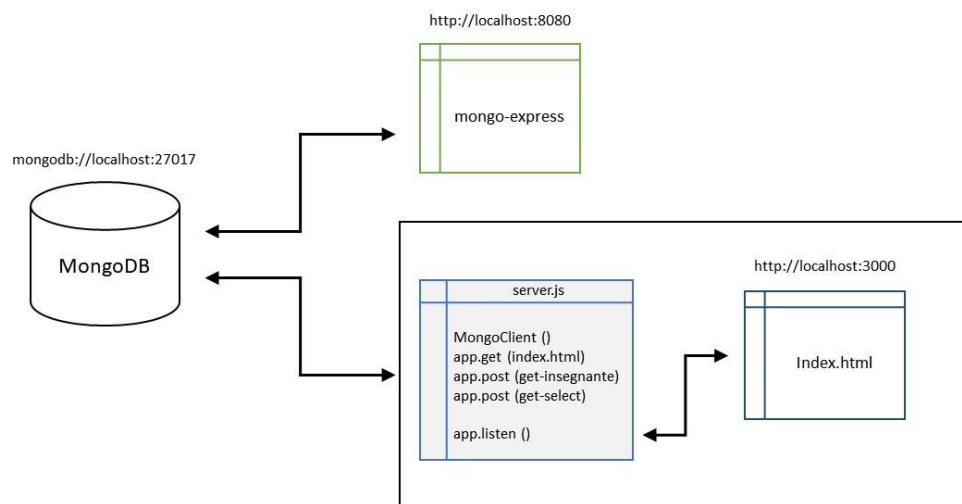 http://localhost:8080
mongo-express
mongodb://localhost:27017
MongoDB
http://localhost:3000
server.js
MongoClient ()
app.get (index.html)
app.post (get-insegnante)
app.post (get-select)
app.listen ()
Index.html